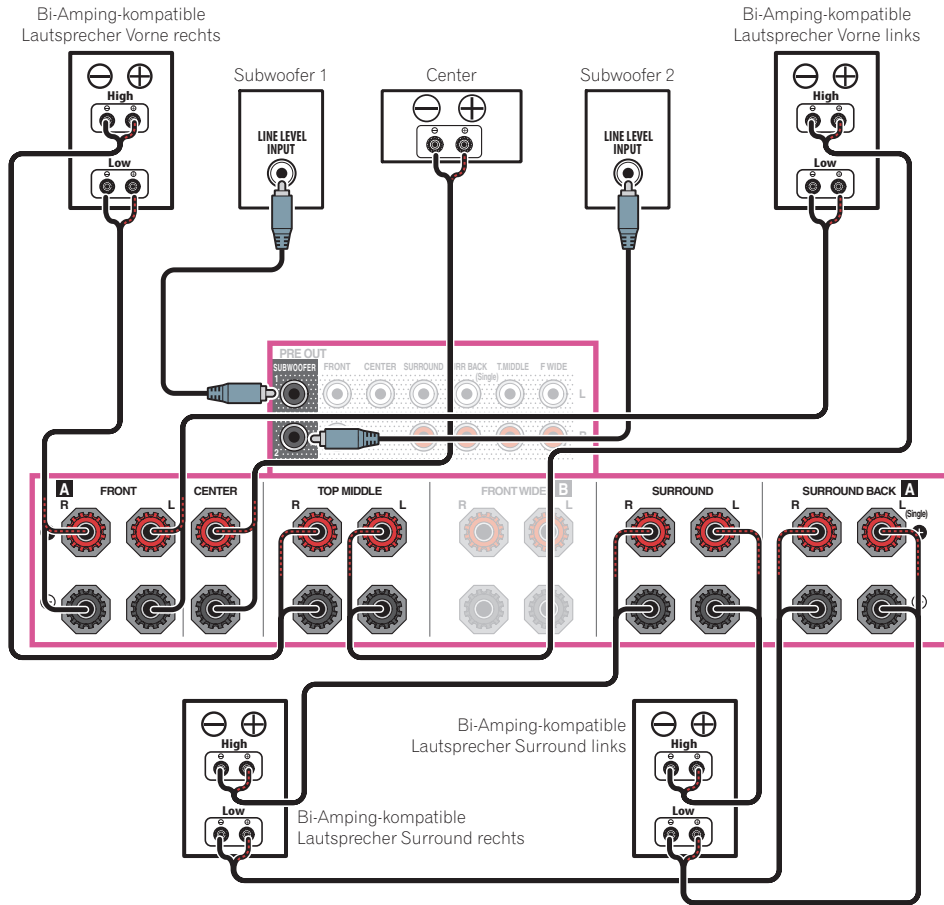 Bi-Amping-kompatible
Lautsprecher Vorne rechts
Bi-Amping-kompatible
Lautsprecher Vorne links
Subwoofer 1
Center
Subwoofer 2
High
Low
LINE LEVEL
INPUT
LINE LEVEL
INPUT
High
Low
PRE OUT
SUBWOOFER FRONT CENTER SURROUND T.MIDDLE F WIDE
1
(Single)
L
2
A FRONT CENTER TOP MIDDLE FRONT WIDE B SURROUND SURROUND BACK A
R L R L R L R L R L
(Single)
High
Low
Bi-Amping-kompatible
Lautsprecher Surround links
High
Low
Bi-Amping-kompatible
Lautsprecher Surround rechts